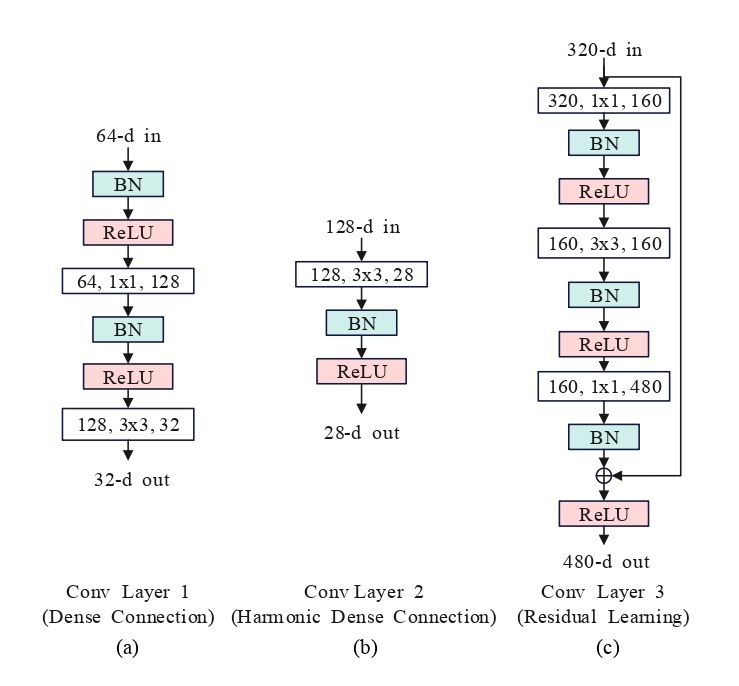 64-d in
BN
ReLU
64, 1x1, 128
BN
ReLU
128, 3x3, 32
32-d out
Conv Layer 1
(Dense Connection)
(a)
128-d in
128, 3x3, 28
BN
ReLU
28-d out
Conv Layer 2
(Harmonic Dense Connection)
(b)
320-d in
320, 1x1, 160
BN
ReLU
160, 3x3, 160
BN
ReLU
160, 1x1, 480
BN
ReLU
480-d out
Conv Layer 3
(Residual Learning)
(c)